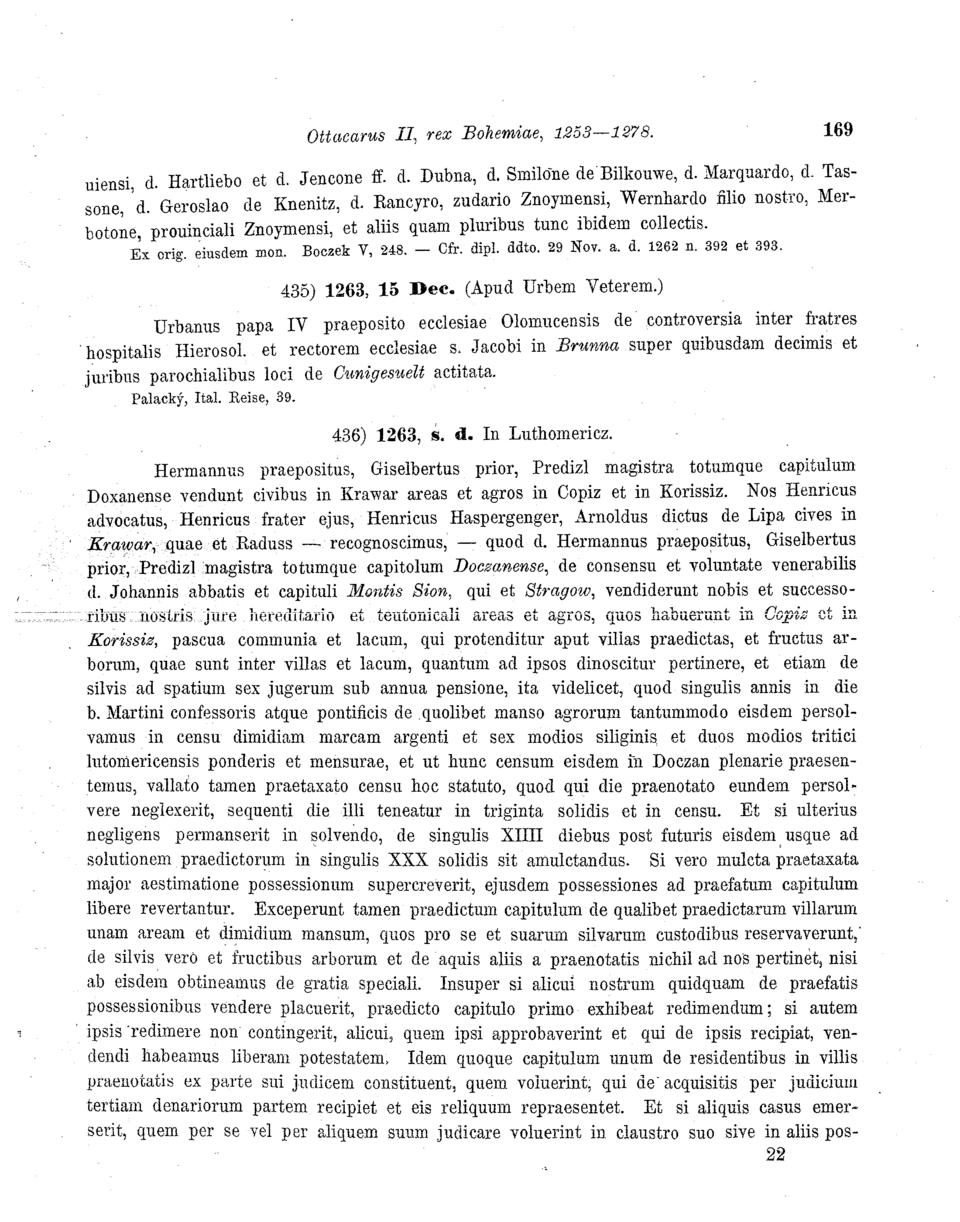 Ottacarus II, rex Bohemiae, 1253—1278. 169
uiensi, d. Hartliebo et d. Jencone ff. d. Dubna, d. Smilone de Bilkouwe, d. Marquardo, d. Tas-
sone, d. Geroslao de Knenitz, d. Rancyro, zudario Znoymensi, Wernhardo filio nostro, Mer-
botone, prouinciali Znoymensi, et aliis quam pluribus tunc ibidem collectis.
Ex orig. eiusdem mon. Boczek V, 248. — Cfr. dipl. ddto. 29 Nov. a. d. 1262 n. 392 et 393.
435) 1263, 15 Dec. (Apud Urbem Veterem.)
Urbanus papa IV praeposito ecclesiae Olomucensis de controversia inter fratres
hospitalis Hierosol. et rectorem ecclesiae s. Jacobi in Brunna super quibusdam decimis et
juribus parochialibus loci de Cunigesuelt actitata.
Palacký, Ital. Reise, 39.
436) 1263, s. d. In Luthomericz.
Hermannus praepositus, Giselbertus prior, Predizl magistra totumque capitulum
Doxanense vendunt civibus in Krawar areas et agros in Copiz et in Korissiz. Nos Henricus
advocatus, Henricus frater ejus, Henricus Haspergenger, Arnoldus dictus de Lipa cives in
Krawar, quae et Raduss — recognoscimus, — quod d. Hermannus praepositus, Giselbertus
prior, Predizl magistra totumque capitolum Doczanense, de consensu et voluntate venerabilis
d. Johannis abbatis et capituli Montis Sion, qui et Stragow, vendiderunt nobis et successo-
ribus nostris jure hereditario et teutonicali areas et agros, quos habuerunt in Copiz et in
Korissiz, pascua communia et lacum, qui protenditur aput villas praedictas, et fructus ar-
borum, quae sunt inter villas et lacum, quantum ad ipsos dinoscitur pertinere, et etiam de
silvis ad spatium sex jugerum sub annua pensione, ita videlicet, quod singulis annis in die
b. Martini confessoris atque pontificis de quolibet manso agrorum tantummodo eisdem persol-
vamus in censu dimidiam marcam argenti et sex modios siliginis et duos modios tritici
lutomericensis ponderis et mensurae, et ut hunc censum eisdem in Doczan plenarie praesen-
temus, vallato tamen praetaxato censu hoc statuto, quod qui die praenotato eundem persol-
vere neglexerit, sequenti die illi teneatur in triginta solidis et in censu. Et si ulterius
negligens permanserit in solvendo, de singulis XIIII diebus post futuris eisdem usque ad
solutionem praedictorum in singulis XXX solidis sit amulctandus. Si vero mulcta praetaxata
major aestimatione possessionum supercreverit, ejusdem possessiones ad praefatum capitulum
libere revertantur. Exceperunt tamen praedictum capitulum de qualibet praedictarum villarum
unam aream et dimidium mansum, quos pro se et suarum silvarum custodibus reservaverunt,
de silvis vero et fructibus arborum et de aquis aliis a praenotatis nichil ad nos pertinet, nisi
ab eisdem obtineamus de gratia speciali. Insuper si alicui nostrum quidquam de praefatis
possessionibus vendere placuerit, praedicto capitulo primo exhibeat redimendum; si autem
ipsis redimere non contingerit, alicui, quem ipsi approbaverint et qui de ipsis recipiat, ven-
dendi habeamus liberam potestatem. Idem quoque capitulum unum de residentibus in villis
praenotatis ex parte sui judicem constituent, quem voluerint, qui de acquisitis per judicium
tertiam denariorum partem recipiet et eis reliquum repraesentet. Et si aliquis casus emer-
serit, quem per se vel per aliquem suum judicare voluerint in claustro suo sive in aliis pos-
22